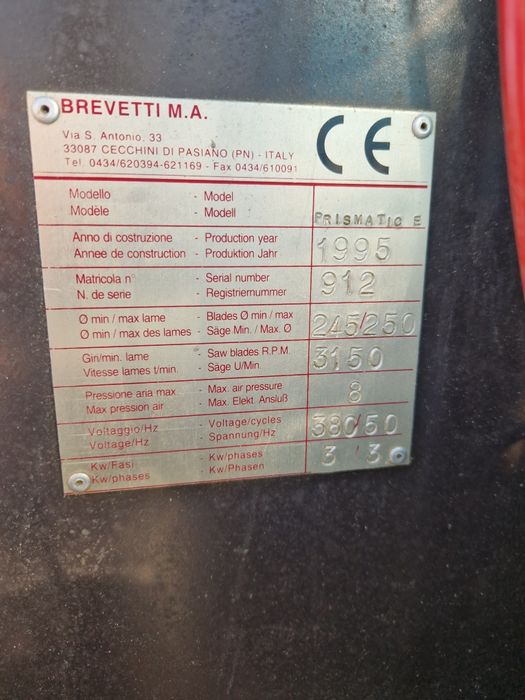 BREVETTI M.A.
Via S. Antonio, 33
33087 CECCHINI DI PASIANO (PN) - ITALY
Tel. 0434/620394-621169 - Fax 0434/610091
CE
Modello - Model
Modèle - Modell
PRISMATIC E
Anno di costruzione - Production year
Annee de construction - Produktion Jahr
1995
Matricola n° - Serial number
N. de serie - Registriernummer
912
Ø min / max lame - Blades Ø min / max
Ø min / max des lames - Säge Min. / Max. Ø
245/250
Giri/min. lame - Saw blades R.P.M.
Vitesse lames t/min. - Säge U/Min.
3150
Pressione aria max. - Max. air pressure
Max pression air - Max. Elekt. Ansluß
8
Voltaggio/Hz - Voltage/cycles
Voltage/Hz - Spannung/Hz
380/50
Kw/Fasi - Kw/phases
Kw/phases - Kw/Phasen
3 3